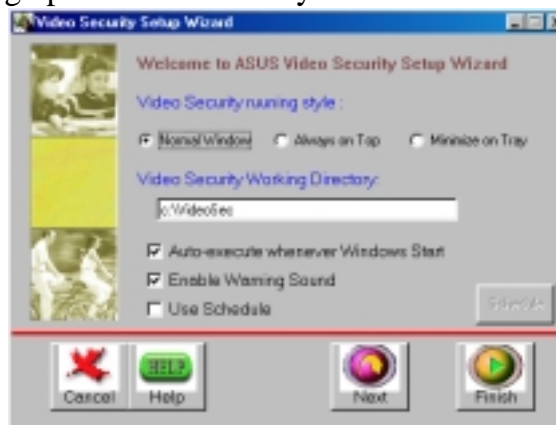 Video Security Setup Wizard
Welcome to ASUS Video Security Setup Wizard
Video Security ruuning style :
Normal Window Always on Top Minimize on Tray
Video Security Working Directory:
c:\VideoSec
Auto-execute whenever Windows Start
Enable Warning Sound
Use Schedule
Schedule
HELP
Cancel Help Next Finish